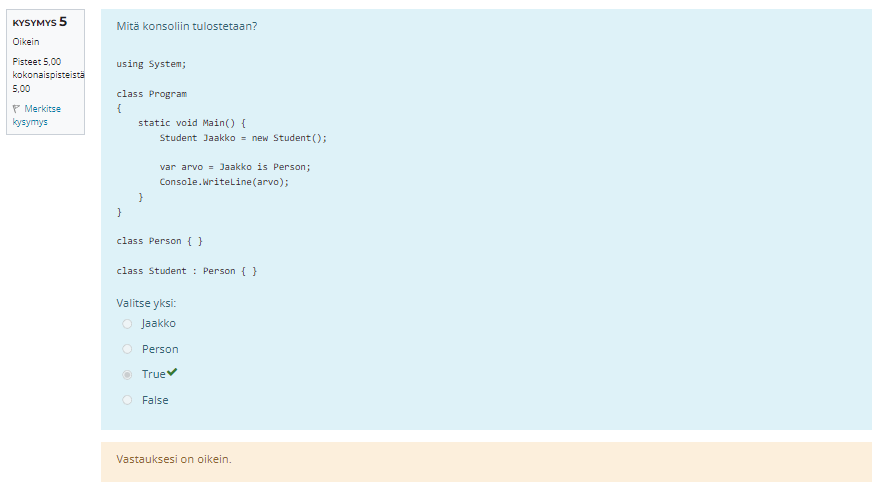 KYSYMYS 5
Oikein
Pisteet 5,00
kokonaispisteistä
5,00
Merkitse
kysymys
Mitä konsoliin tulostetaan?
using System;
class Program
{
static void Main() {
Student Jaakko = new Student();
var arvo = Jaakko is Person;
Console.WriteLine(arvo);
}
}
class Person { }
class Student : Person { }
Valitse yksi:
Jaakko
Person
True
False
Vastauksesi on oikein.